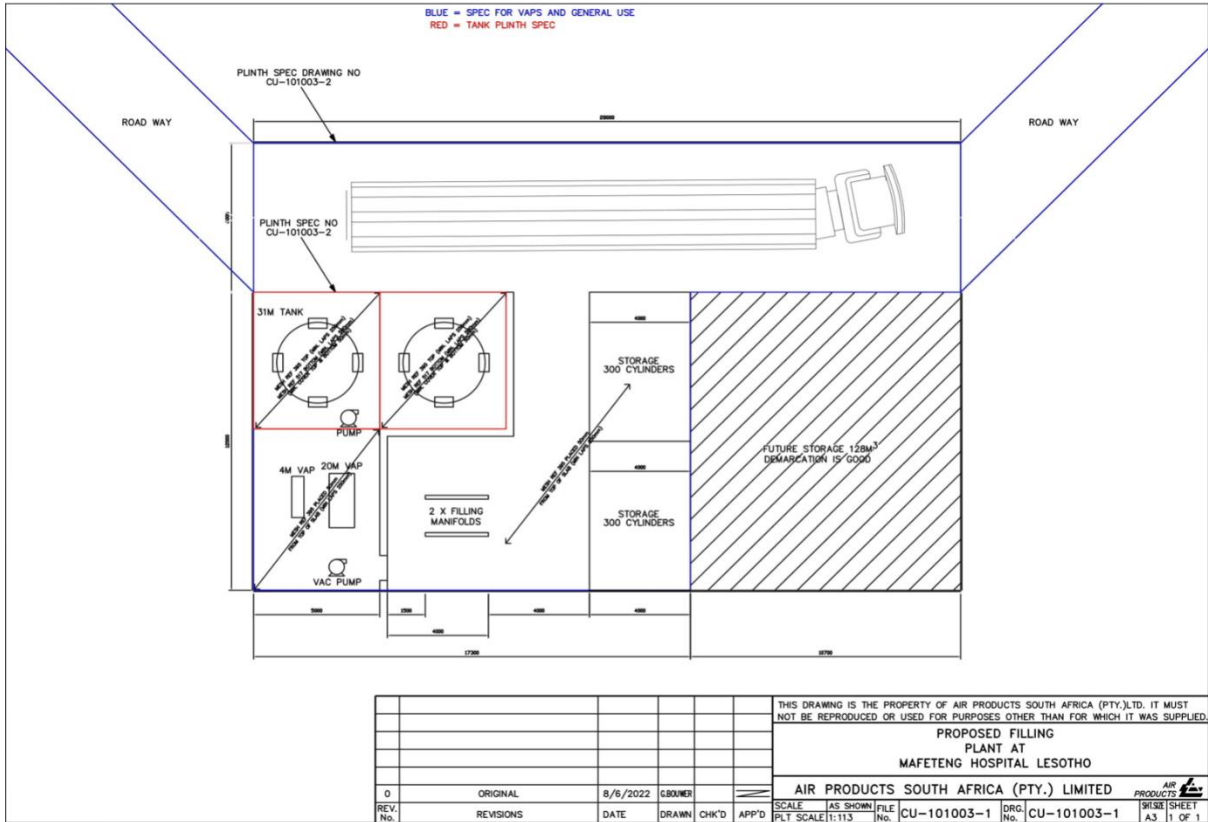 BLUE = SPEC FOR VAPS AND GENERAL USE
RED = TANK PLINTH SPEC
PLINTH SPEC DRAWING NO
CU-101003-2
ROAD WAY
ROAD WAY
PLINTH SPEC NO
CU-101003-2
31M TANK
PUMP
4M VAP
20M VAP
VAC PUMP
2 X FILLING
MANIFOLDS
4000
STORAGE
300 CYLINDERS
4000
STORAGE
300 CYLINDERS
FUTURE STORAGE 128M³
DEMARCATION IS GOOD
5000
1500
4000
4000
4000
17300
10700
THIS DRAWING IS THE PROPERTY OF AIR PRODUCTS SOUTH AFRICA (PTY.)LTD. IT MUST
NOT BE REPRODUCED OR USED FOR PURPOSES OTHER THAN FOR WHICH IT WAS SUPPLIED.
PROPOSED FILLING
PLANT AT
MAFETENG HOSPITAL LESOTHO
0 ORIGINAL 8/6/2022 G.BOUWER
AIR PRODUCTS SOUTH AFRICA (PTY.) LIMITED
AIR
PRODUCTS
REV. No. REVISIONS DATE DRAWN CHK'D APP'D
SCALE AS SHOWN
PLT SCALE 1:113
FILE No. CU-101003-1
DRG. No. CU-101003-1
SHT.SIZE A3
SHEET 1 OF 1